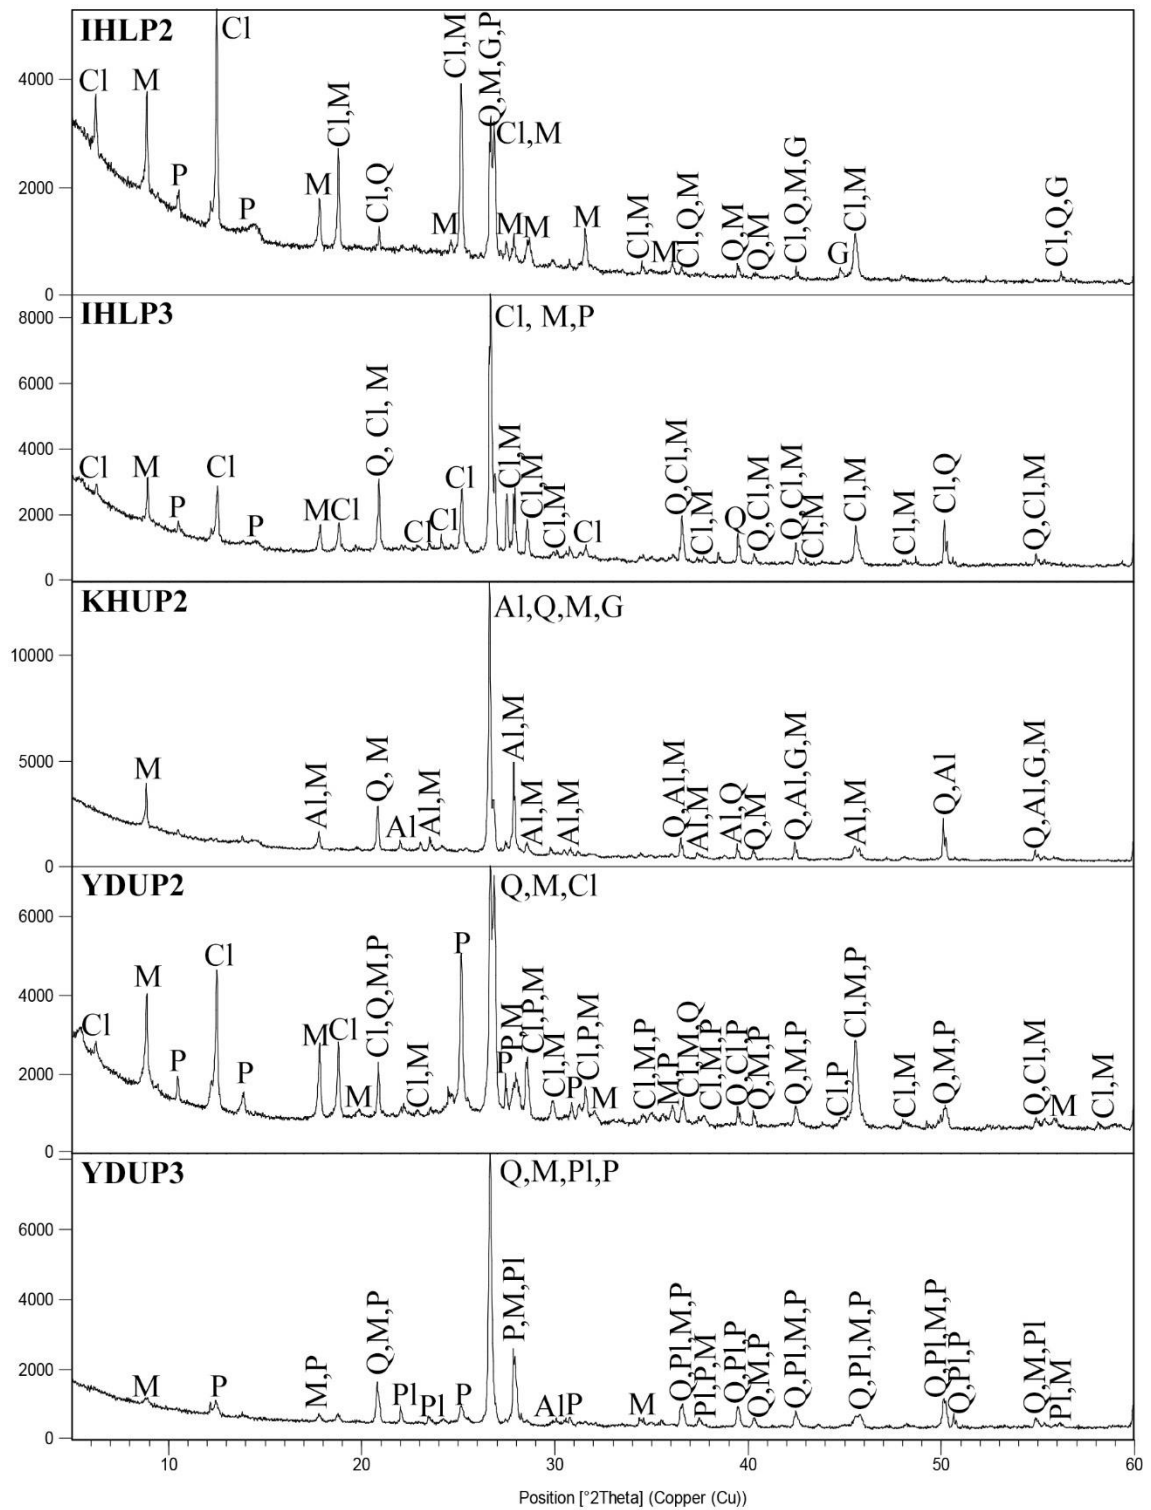 IHLP2
Cl
M
P
Cl
P
M
Cl,M
Cl,Q
M
Cl,M
Q,M,G,P
Cl,M
M
M
M
Cl,M
M
Cl,Q,M
Q,M
Q,M
Cl,Q,M,G
G
Cl,M
Cl,Q,G
4000
2000
0
IHLP3
Cl
M
P
Cl
P
M
Cl
Q, Cl, M
Cl
Cl
Cl
Cl, M,P
Cl,M
Cl,M
Cl,M
Cl
Q,Cl,M
Cl,M
Q
Q,Cl,M
Q,Cl,M
Cl,M
Cl,M
Cl,M
Cl,Q
Q,Cl,M
8000
6000
4000
2000
0
KHUP2
M
Al,M
Q, M
Al
Al,M
Al,Q,M,G
Al,M
Al,M
Al,M
Q,Al,M
Al,M
Al,Q
Q,M
Q,Al,G,M
Al,M
Q,Al
Q,Al,G,M
10000
5000
0
YDUP2
Cl
M
P
Cl
P
M
Cl
M
Cl,Q,M,P
Cl,M
P
Q,M,Cl
P
P,M
Cl,P,M
Cl,M
P
Cl,P,M
M
Cl,M,P
M,P
Cl,M,Q
Cl,M,P
Q,Cl,P
Q,M,P
Q,M,P
Cl,P
Cl,M,P
Cl,M
Q,M,P
Q,Cl,M
M
Cl,M
6000
4000
2000
0
YDUP3
M
P
M,P
Q,M,P
Pl
Pl
P
Q,M,Pl,P
P,M,Pl
Al
P
M
Q,Pl,M,P
Pl,P,M
Q,Pl,P
Q,M,P
Q,Pl,M,P
Q,Pl,M,P
Q,Pl,M,P
Q,Pl,P
Q,M,Pl
Pl,M
6000
4000
2000
0
10 20 30 40 50 60
Position [°2Theta] (Copper (Cu))